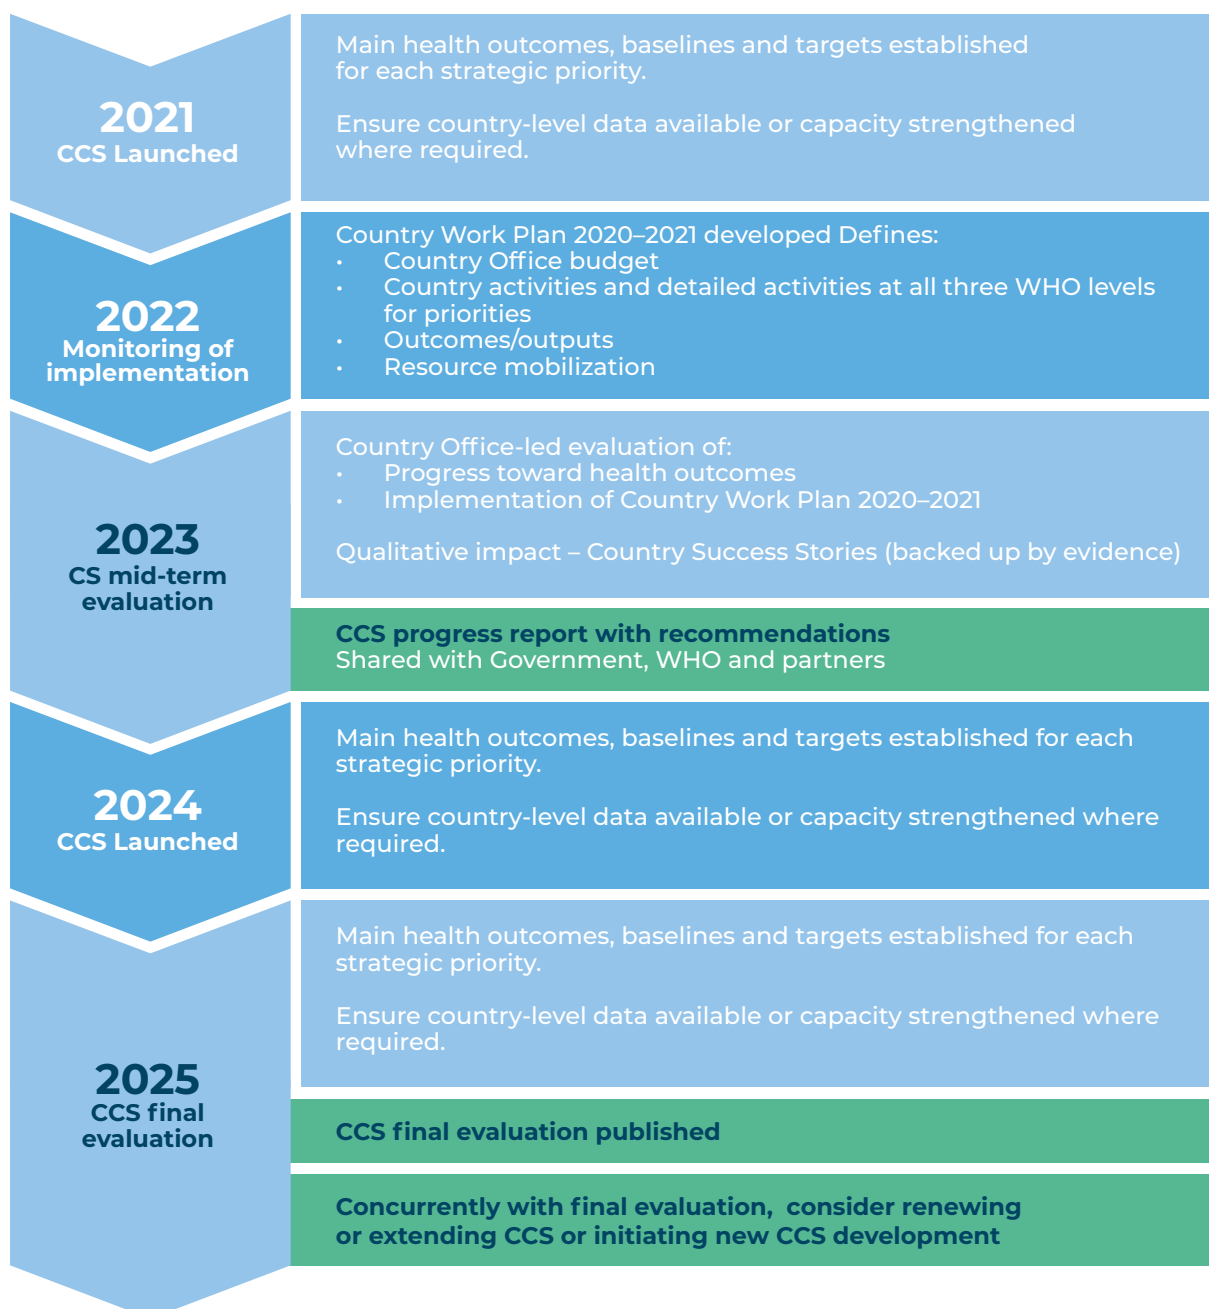 2021
CCS Launched
Main health outcomes, baselines and targets established
for each strategic priority.
Ensure country-level data available or capacity strengthened
where required.
2022
Monitoring of
implementation
Country Work Plan 2020–2021 developed Defines:
• Country Office budget
• Country activities and detailed activities at all three WHO levels
for priorities
• Outcomes/outputs
• Resource mobilization
2023
CS mid-term
evaluation
Country Office-led evaluation of:
• Progress toward health outcomes
• Implementation of Country Work Plan 2020–2021
Qualitative impact – Country Success Stories (backed up by evidence)
CCS progress report with recommendations
Shared with Government, WHO and partners
2024
CCS Launched
Main health outcomes, baselines and targets established for each
strategic priority.
Ensure country-level data available or capacity strengthened where
required.
2025
CCS final
evaluation
Main health outcomes, baselines and targets established for each
strategic priority.
Ensure country-level data available or capacity strengthened where
required.
CCS final evaluation published
Concurrently with final evaluation, consider renewing
or extending CCS or initiating new CCS development